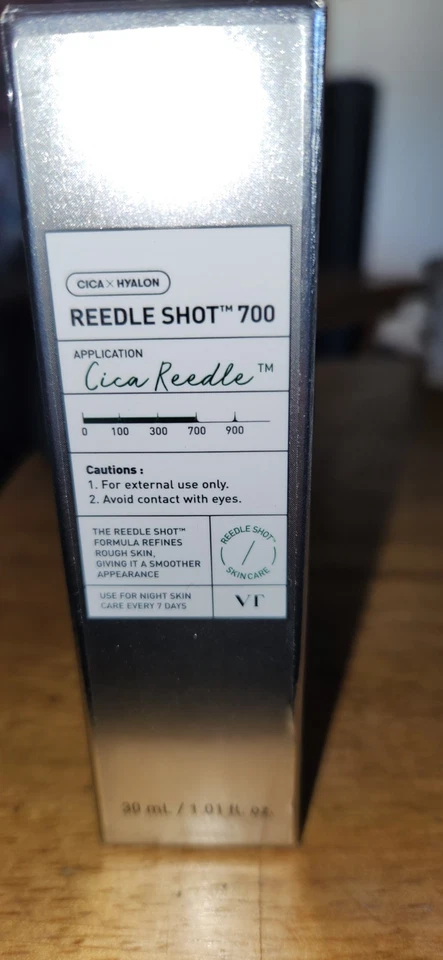 CICA × HYALON
REEDLE SHOT™ 700
APPLICATION
Cica Reedle™
0 100 300 700 900
Cautions :
1. For external use only.
2. Avoid contact with eyes.
THE REEDLE SHOT™
FORMULA REFINES
ROUGH SKIN,
GIVING IT A SMOOTHER
APPEARANCE
REEDLE SHOT™
SKIN CARE
USE FOR NIGHT SKIN
CARE EVERY 7 DAYS
VT
30 mL / 1.01 fl. oz.